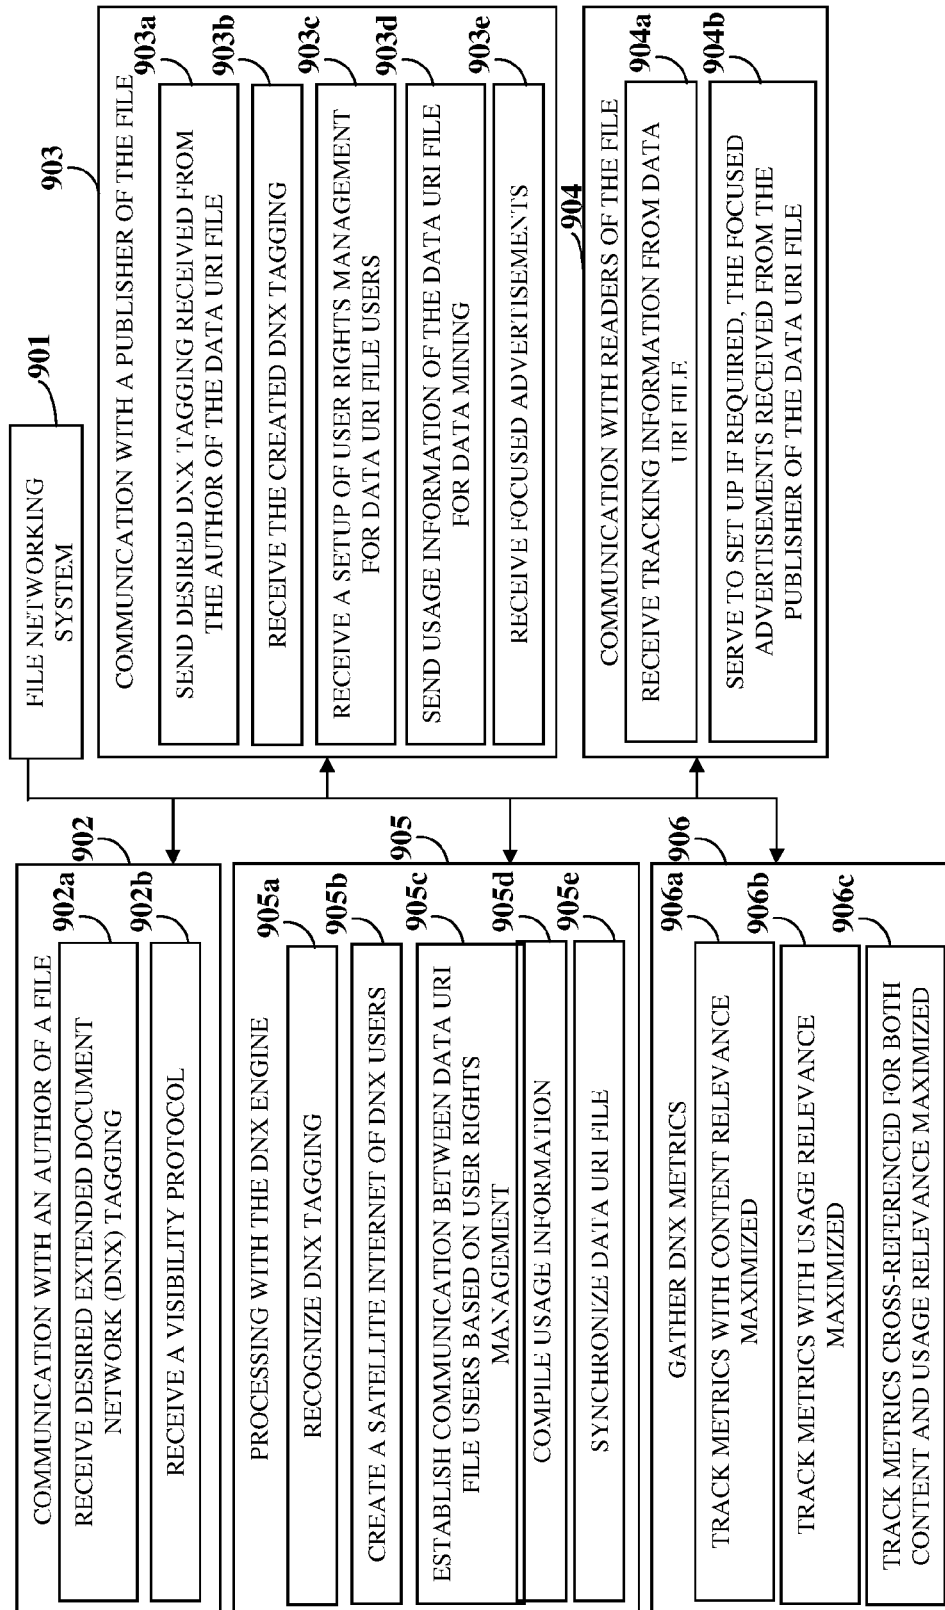 FILE NETWORKING
SYSTEM
901
902
COMMUNICATION WITH AN AUTHOR OF A FILE
902a
RECEIVE DESIRED EXTENDED DOCUMENT
NETWORK (DNX) TAGGING
902b
RECEIVE A VISIBILITY PROTOCOL
903
COMMUNICATION WITH A PUBLISHER OF THE FILE
903a
SEND DESIRED DNX TAGGING RECEIVED FROM
THE AUTHOR OF THE DATA URI FILE
903b
RECEIVE THE CREATED DNX TAGGING
903c
RECEIVE A SETUP OF USER RIGHTS MANAGEMENT
FOR DATA URI FILE USERS
903d
SEND USAGE INFORMATION OF THE DATA URI FILE
FOR DATA MINING
903e
RECEIVE FOCUSED ADVERTISEMENTS
905
PROCESSING WITH THE DNX ENGINE
905a
RECOGNIZE DNX TAGGING
905b
CREATE A SATELLITE INTERNET OF DNX USERS
905c
ESTABLISH COMMUNICATION BETWEEN DATA URI
FILE USERS BASED ON USER RIGHTS
MANAGEMENT
905d
COMPILE USAGE INFORMATION
905e
SYNCHRONIZE DATA URI FILE
904
COMMUNICATION WITH READERS OF THE FILE
904a
RECEIVE TRACKING INFORMATION FROM DATA
URI FILE
904b
SERVE TO SET UP IF REQUIRED, THE FOCUSED
ADVERTISEMENTS RECEIVED FROM THE
PUBLISHER OF THE DATA URI FILE
906
GATHER DNX METRICS
906a
TRACK METRICS WITH CONTENT RELEVANCE
MAXIMIZED
906b
TRACK METRICS WITH USAGE RELEVANCE
MAXIMIZED
906c
TRACK METRICS CROSS-REFERENCED FOR BOTH
CONTENT AND USAGE RELEVANCE MAXIMIZED